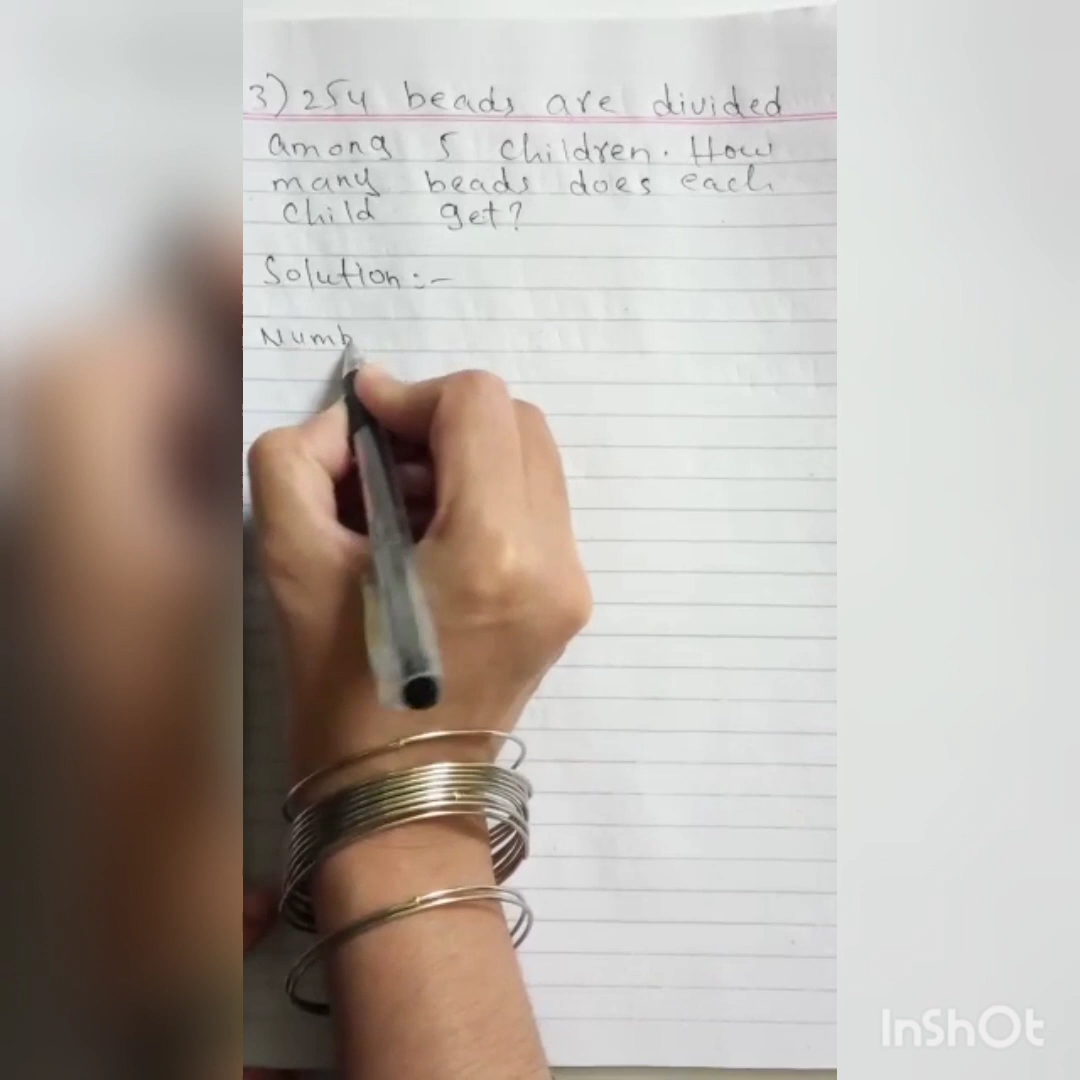 3) 254 beads are divided
among 5 children. How
many beads does each
child get?
Solution :-
Numb
InShOt